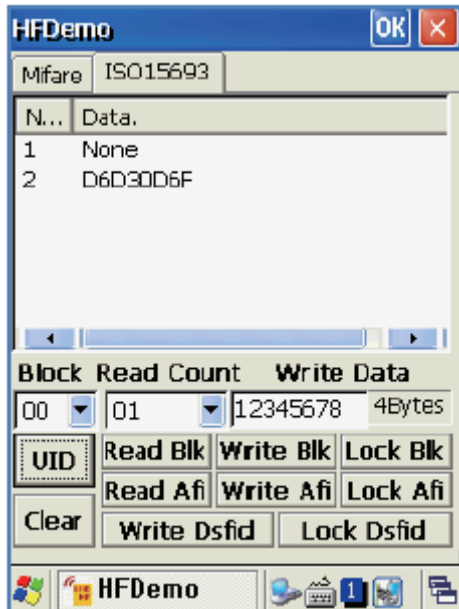 HFDemo OK
Mifare ISO15693
N... Data.
1 None
2 D6D30D6F
Block Read Count Write Data
00 01 12345678 4Bytes
UID Read Blk Write Blk Lock Blk
Read Afi Write Afi Lock Afi
Clear Write Dsfid Lock Dsfid
HFDemo 1